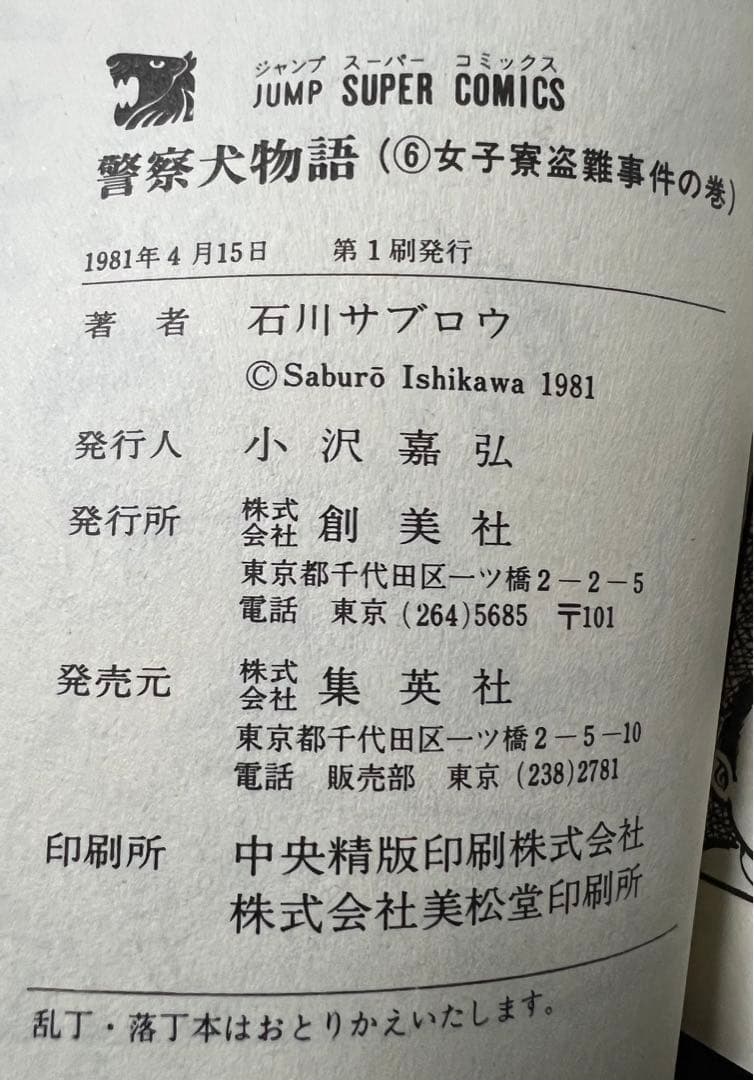 ジャンプ スーパー コミックス
JUMP SUPER COMICS
警察犬物語(⑥女子寮盗難事件の巻)
1981年4月15日 第1刷発行
著者 石川サブロウ
©Saburō Ishikawa 1981
発行人 小沢嘉弘
発行所 株式会社 創美社
東京都千代田区一ツ橋2-2-5
電話 東京(264)5685 〒101
発売元 株式会社 集英社
東京都千代田区一ツ橋2-5-10
電話 販売部 東京(238)2781
印刷所 中央精版印刷株式会社
株式会社美松堂印刷所
乱丁・落丁本はおとりかえいたします。